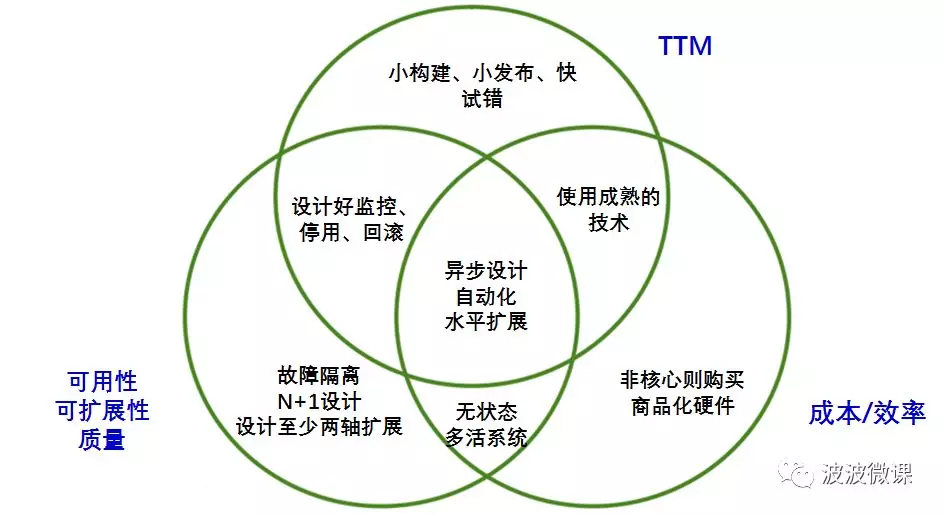 TTM
小构建、小发布、快
试错
设计好监控、
停用、回滚
使用成熟的
技术
异步设计
自动化
水平扩展
可用性
可扩展性
质量
故障隔离
N+1设计
设计至少两轴扩展
无状态
多活系统
非核心则购买
商品化硬件
成本/效率
波波微课